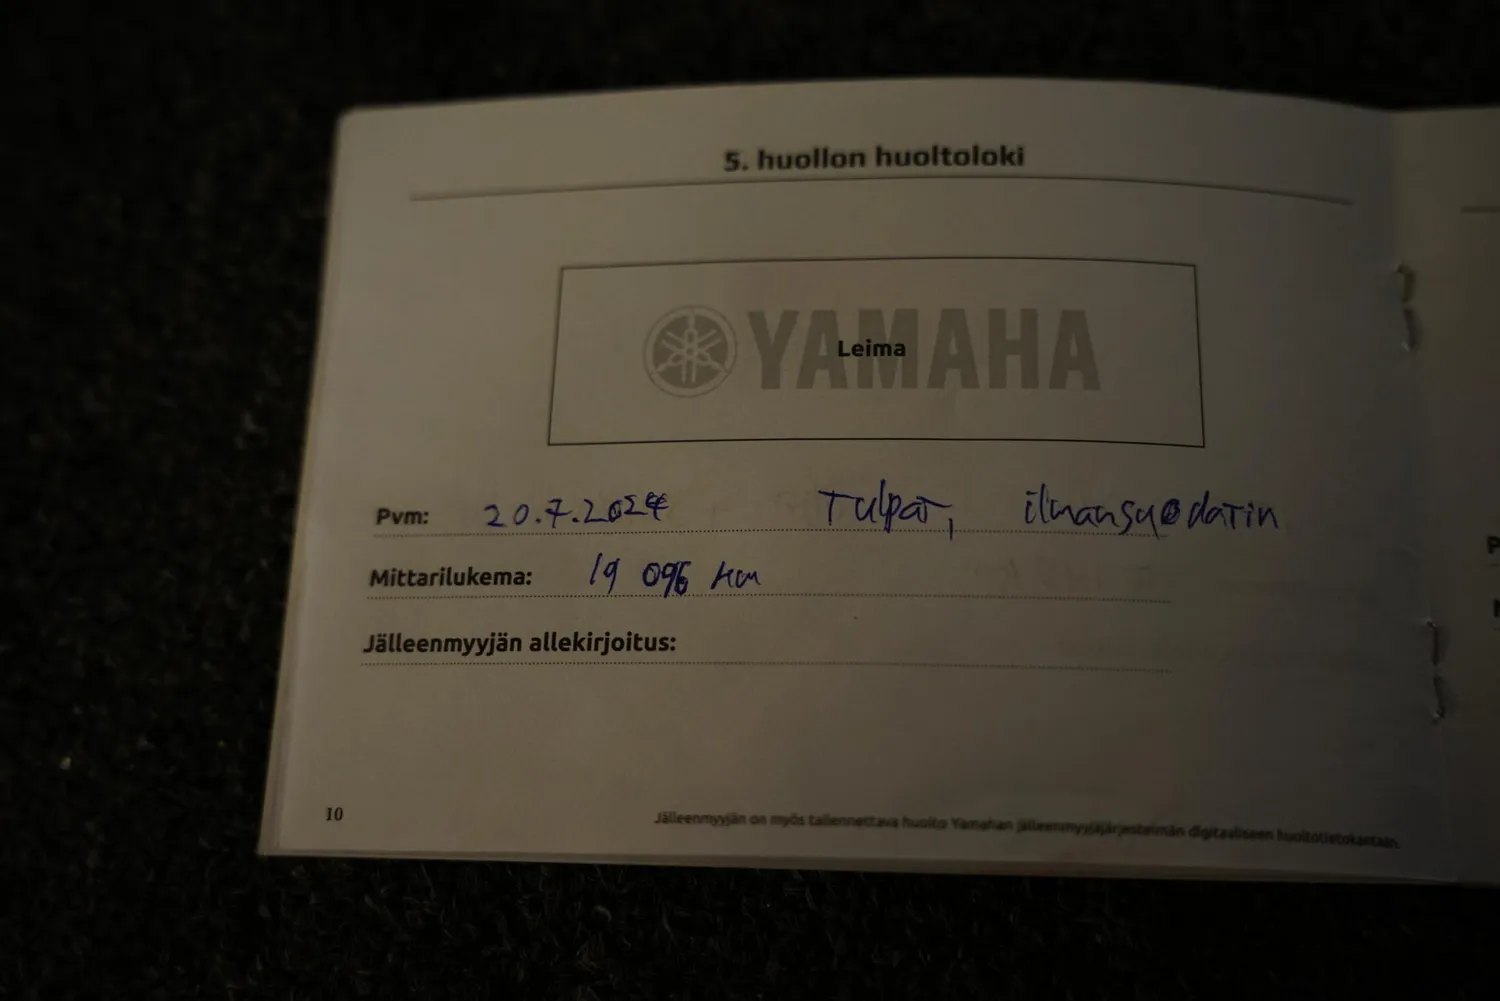 5. huollon huoltoloki
YAMAHA
Leima
Pvm: 20.7.2024 Tulpat, ilmansuodatin
Mittarilukema: 19 096 km
Jälleenmyyjän allekirjoitus:
10
Jälleenmyyjän on myös tallennettava huolto Yamahan jälleenmyyjäjärjestelmän digitaaliseen huoltotietokantaan.